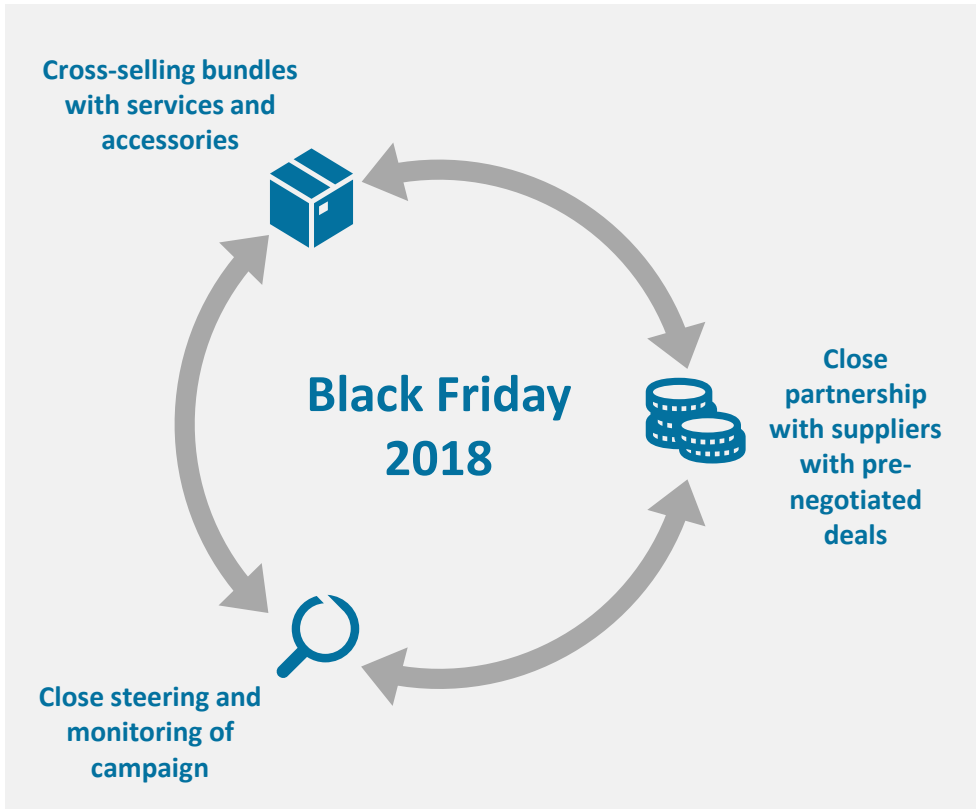 Cross-selling bundles
with services and
accessories
Black Friday
2018
Close
partnership
with suppliers
with pre-
negotiated
deals
Close steering and
monitoring of
campaign